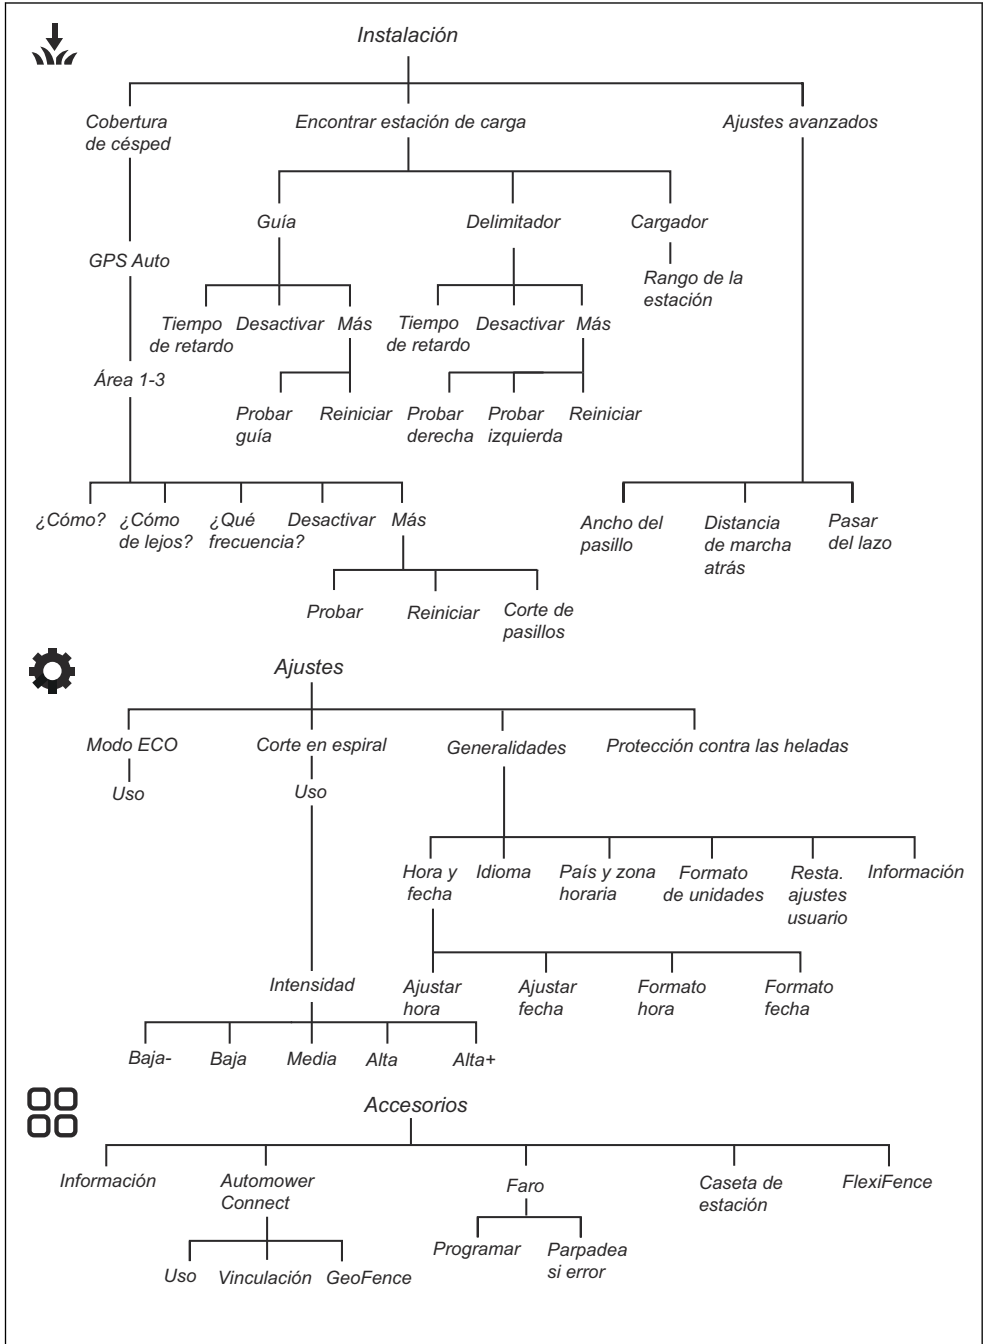 Instalación
Cobertura
de césped
Encontrar estación de carga
Ajustes avanzados
Guía
Delimitador
Cargador
GPS Auto
Rango de la
estación
Tiempo
de retardo
Desactivar
Más
Tiempo
de retardo
Desactivar
Más
Área 1-3
Probar
guía
Reiniciar
Probar
derecha
Probar
izquierda
Reiniciar
¿Cómo?
¿Cómo
de lejos?
¿Qué
frecuencia?
Desactivar
Más
Ancho del
pasillo
Distancia
de marcha
atrás
Pasar
del lazo
Probar
Reiniciar
Corte de
pasillos
Ajustes
Modo ECO
Corte en espiral
Generalidades
Protección contra las heladas
Uso
Uso
Hora y
fecha
Idioma
País y zona
horaria
Formato
de unidades
Resta.
ajustes
usuario
Información
Intensidad
Ajustar
hora
Ajustar
fecha
Formato
hora
Formato
fecha
Baja-
Baja
Media
Alta
Alta+
Accesorios
Información
Automower
Connect
Faro
Caseta de
estación
FlexiFence
Programar
Parpadea
si error
Uso
Vinculación
GeoFence